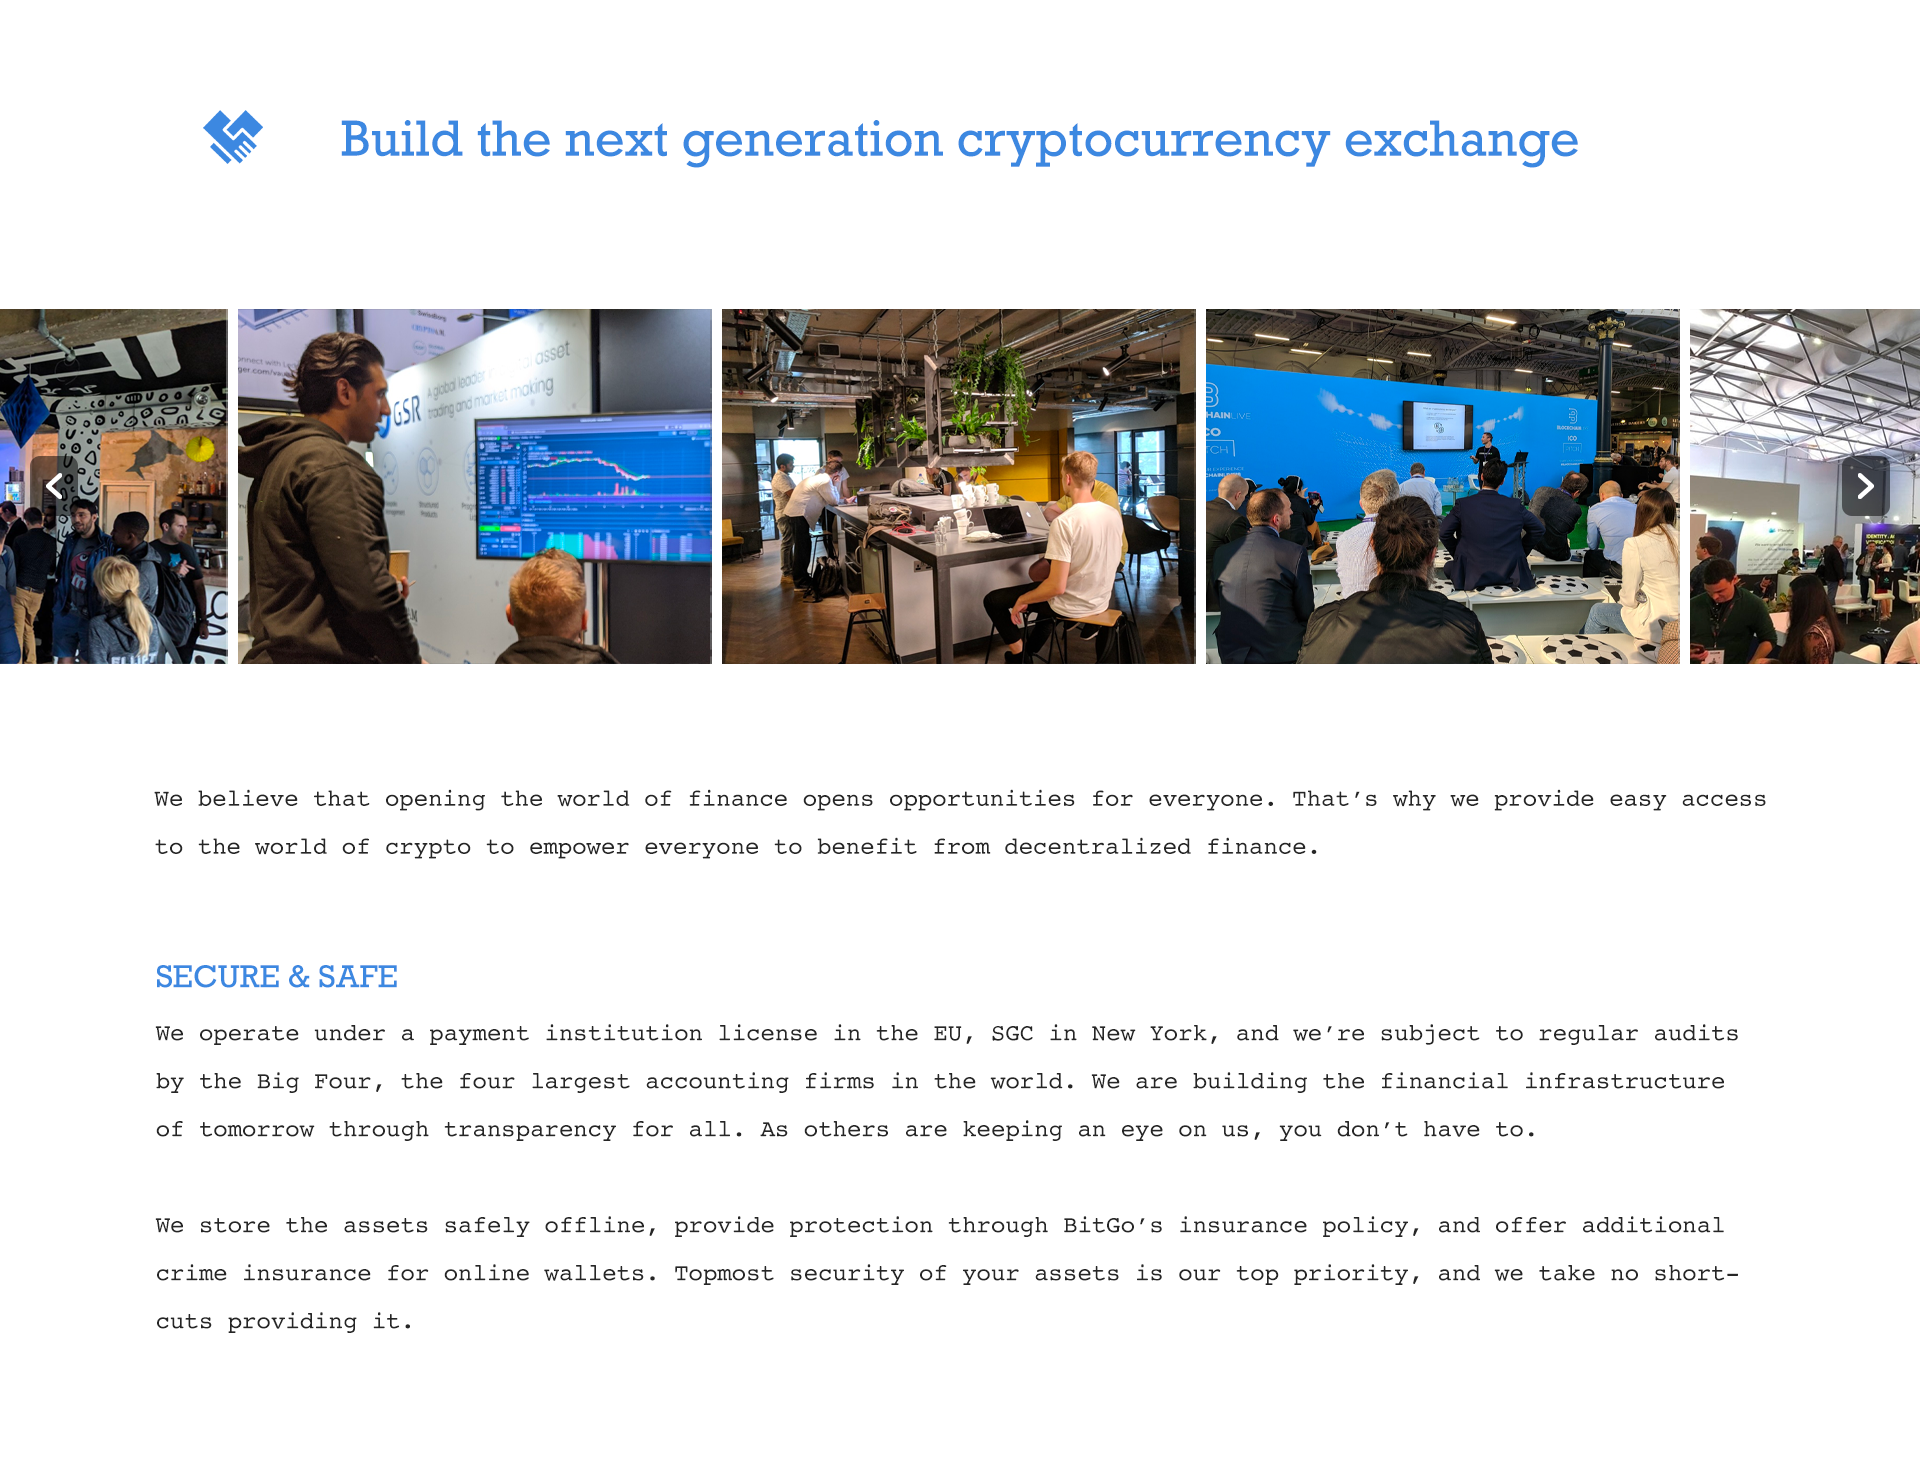 Build the next generation cryptocurrency exchange
A global leader in
asset
trading and market making
GSR
HAINLIVE
ICO
We believe that opening the world of finance opens opportunities for everyone. That’s why we provide easy access
to the world of crypto to empower everyone to benefit from decentralized finance.
SECURE & SAFE
We operate under a payment institution license in the EU, SGC in New York, and we’re subject to regular audits
by the Big Four, the four largest accounting firms in the world. We are building the financial infrastructure
of tomorrow through transparency for all. As others are keeping an eye on us, you don’t have to.
We store the assets safely offline, provide protection through BitGo’s insurance policy, and offer additional
crime insurance for online wallets. Topmost security of your assets is our top priority, and we take no short-
cuts providing it.